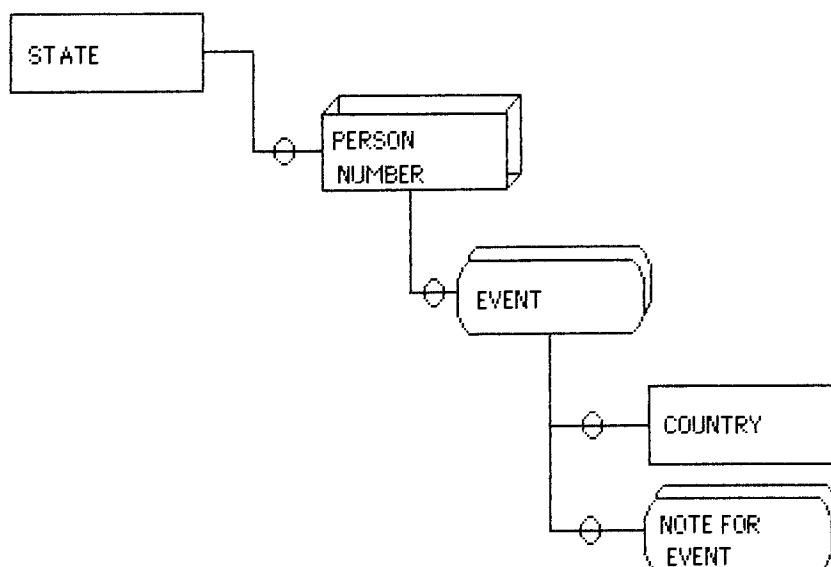 STATE
PERSON
NUMBER
EVENT
COUNTRY
NOTE FOR
EVENT